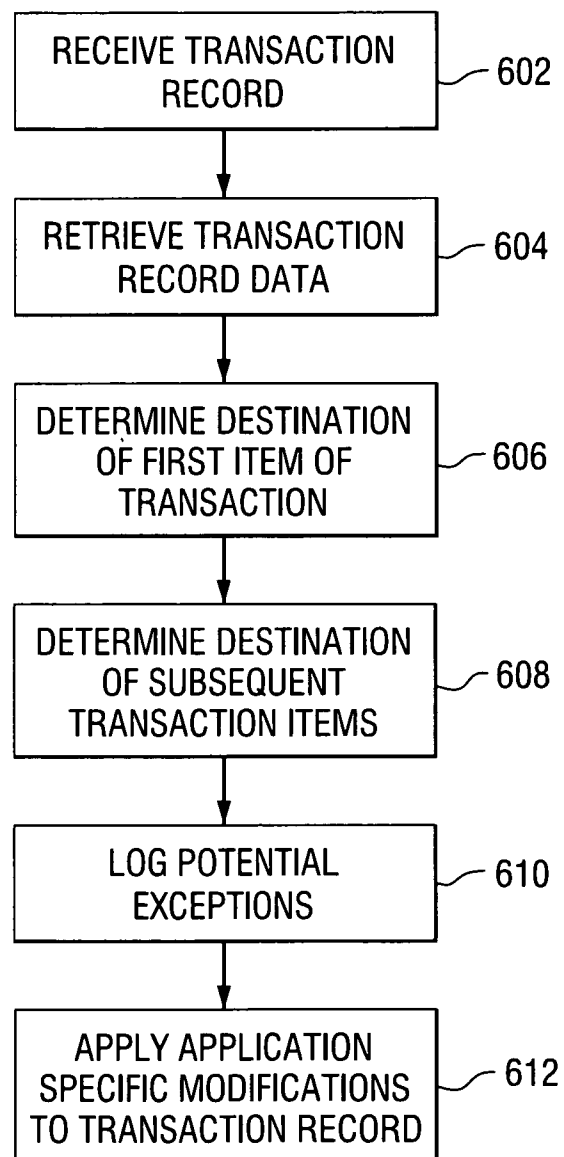 RECEIVE TRANSACTION
RECORD
602
RETRIEVE TRANSACTION
RECORD DATA
604
DETERMINE DESTINATION
OF FIRST ITEM OF
TRANSACTION
606
DETERMINE DESTINATION
OF SUBSEQUENT
TRANSACTION ITEMS
608
LOG POTENTIAL
EXCEPTIONS
610
APPLY APPLICATION
SPECIFIC MODIFICATIONS
TO TRANSACTION RECORD
612